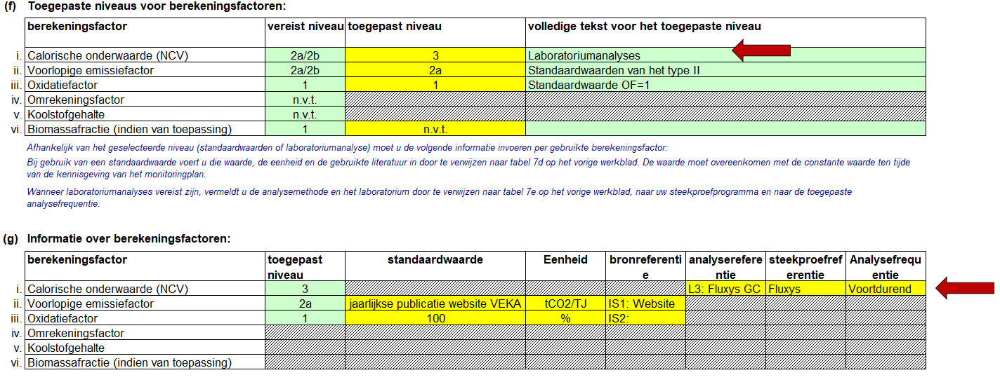 (f) Toegepaste niveaus voor berekeningsfactoren:
berekeningsfactor vereist niveau toegepast niveau volledige tekst voor het toegepaste niveau
i. Calorische onderwaarde (NCV) 2a/2b 3 Laboratoriumanalyses
ii. Voorlopige emissiefactor 2a/2b 2a Standaardwaarden van het type II
iii. Oxidatiefactor 1 1 Standaardwaarde OF=1
iv. Omrekeningsfactor n.v.t.
v. Koolstofgehalte n.v.t.
vi. Biomassafractie (indien van toepassing) 1 n.v.t.
Afhankelijk van het geselecteerde niveau (standaardwaarden of laboratoriumanalyse) moet u de volgende informatie invoeren per gebruikte berekeningsfactor:
Bij gebruik van een standaardwaarde voert u die waarde, de eenheid en de gebruikte literatuur in door te verwijzen naar tabel 7d op het vorige werkblad. De waarde moet overeenkomen met de constante waarde ten tijde
van de kennisgeving van het monitoringplan.
Wanneer laboratoriumanalyses vereist zijn, vermeldt u de analysemethode en het laboratorium door te verwijzen naar tabel 7e op het vorige werkblad, naar uw steekproefprogramma en naar de toegepaste
analysefrequentie.
(g) Informatie over berekeningsfactoren:
berekeningsfactor toegepast standaardwaarde Eenheid bronreferenti analyserefere steekproefref Analysefrequ
niveau e ntie erentie entie
i. Calorische onderwaarde (NCV) 3 L3: Fluxys GC Fluxys Voortdurend
ii. Voorlopige emissiefactor 2a jaarlijkse publicatie website VEKA tCO2/TJ IS1: Website
iii. Oxidatiefactor 1 100 % IS2:
iv. Omrekeningsfactor
v. Koolstofgehalte
vi. Biomassafractie (indien van toepassing)